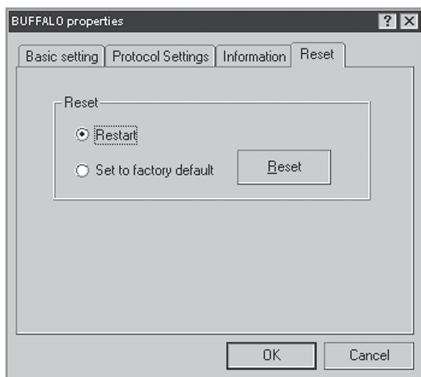 BUFFALO properties
Basic setting Protocol Settings Information Reset
Reset
Restart
Set to factory default Reset
OK Cancel